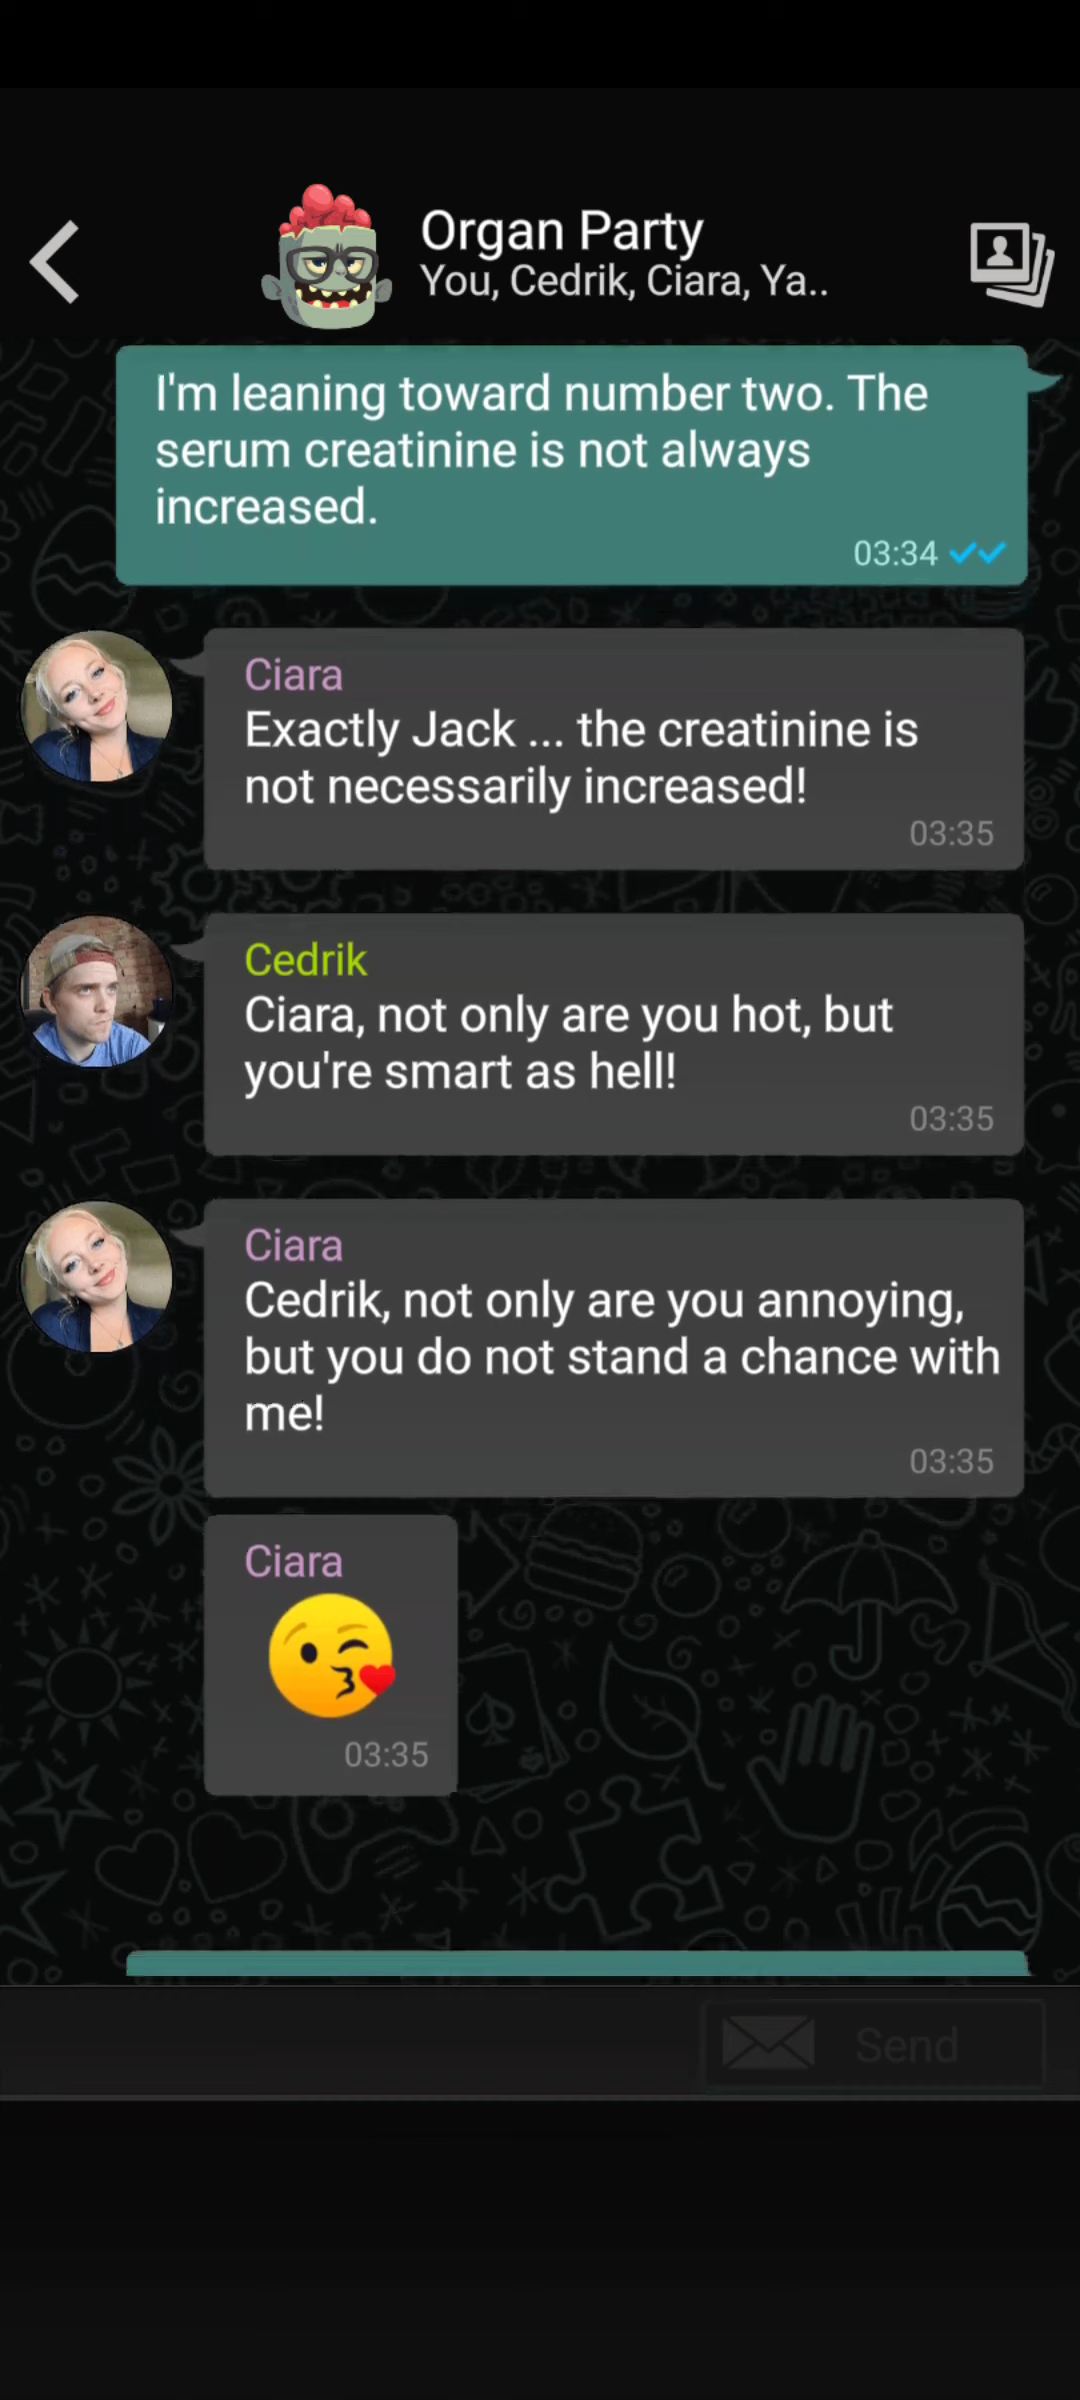 Organ Party
You, Cedrik, Ciara, Ya..
I'm leaning toward number two. The
serum creatinine is not always
increased.
03:34
Ciara
Exactly Jack ... the creatinine is
not necessarily increased!
03:35
Cedrik
Ciara, not only are you hot, but
you're smart as hell!
03:35
Ciara
Cedrik, not only are you annoying,
but you do not stand a chance with
me!
03:35
Ciara
😘
03:35
Send